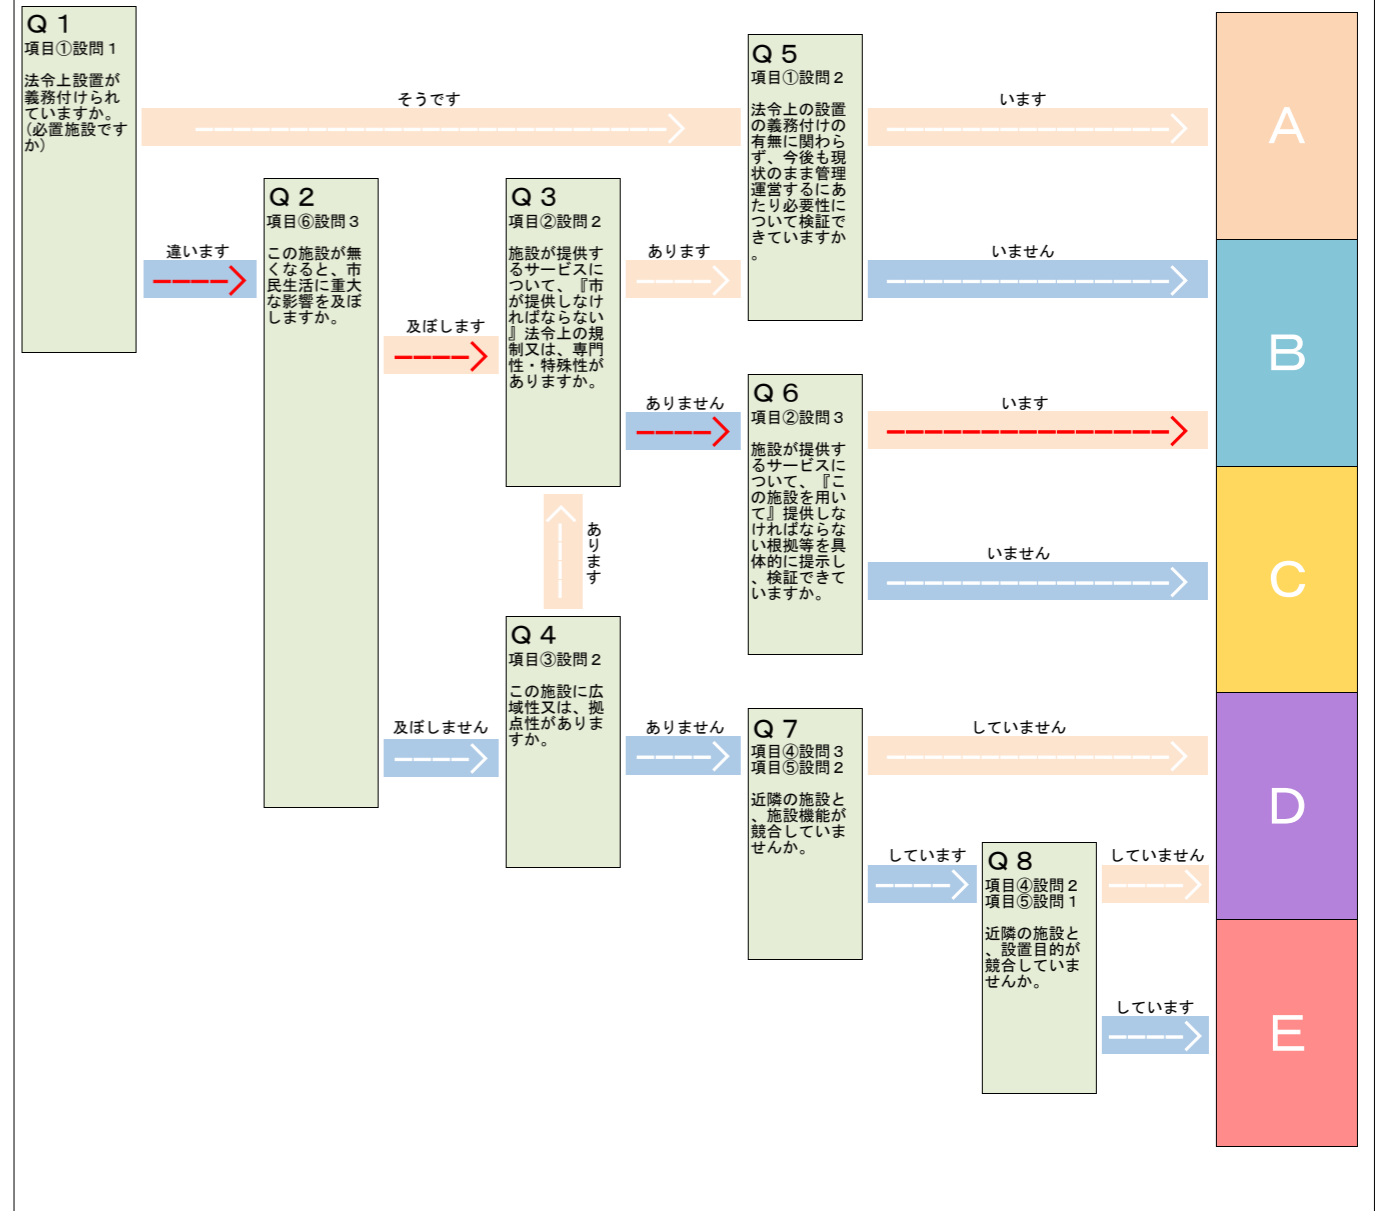 Ｑ１
項目①設問１
法令上設置が
義務付けられ
ていますか。
(必置施設です
か)
そうです
違います
Ｑ２
項目⑥設問３
この施設が無
くなると、市
民生活に重大
な影響を及ぼ
しますか。
及ぼします
及ぼしません
Ｑ３
項目②設問２
施設が提供す
るサービスに
ついて、『市
が提供しなけ
ればならない
』法令上の規
制又は、専門
性・特殊性が
ありますか。
あります
ありません
あります
Ｑ４
項目③設問２
この施設に広
域性又は、拠
点性がありま
すか。
ありません
Ｑ５
項目①設問２
法令上の設置
の義務付けの
有無に関わら
ず、今後も現
状のまま管理
運営するにあ
たり必要性に
ついて検証で
きていますか
。
います
いません
Ｑ６
項目②設問３
施設が提供す
るサービスに
ついて、『こ
の施設を用い
て』提供しな
ければならな
い根拠等を具
体的に提示し
、検証できて
いますか。
います
いません
Ｑ７
項目④設問３
項目⑤設問２
近隣の施設と
、施設機能が
競合していま
せんか。
していません
しています
Ｑ８
項目④設問２
項目⑤設問１
近隣の施設と
、設置目的が
競合していま
せんか。
していません
しています
A
B
C
D
E